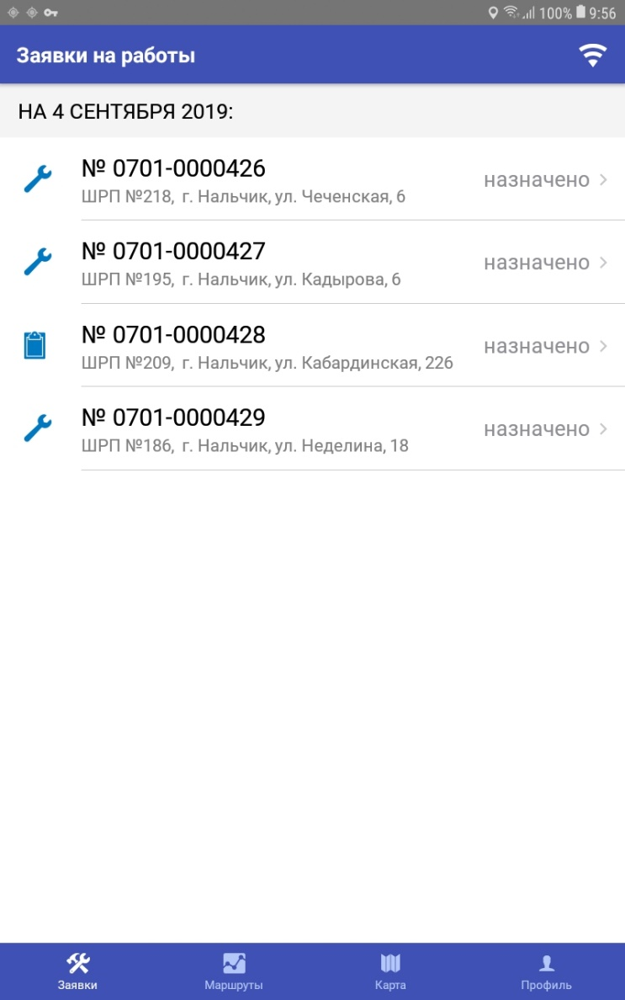 100% 9:56
Заявки на работы
НА 4 СЕНТЯБРЯ 2019:
№ 0701-0000426
назначено
ШРП №218, г. Нальчик, ул. Чеченская, 6
№ 0701-0000427
назначено
ШРП №195, г. Нальчик, ул. Кадырова, 6
№ 0701-0000428
назначено
ШРП №209, г. Нальчик, ул. Кабардинская, 226
№ 0701-0000429
назначено
ШРП №186, г. Нальчик, ул. Неделина, 18
Заявки Маршруты Карта Профиль